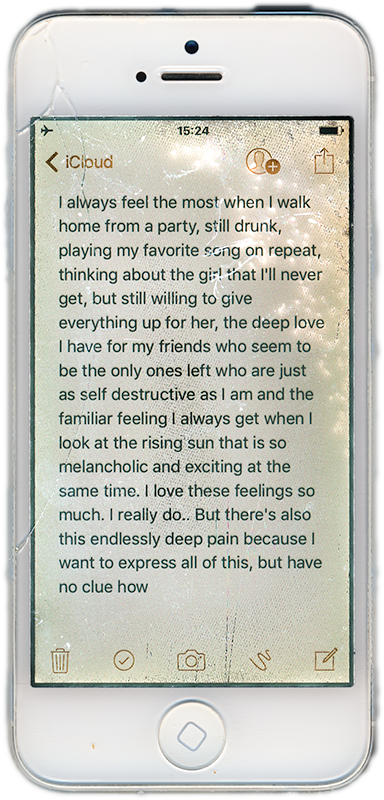 15:24
iCloud
I always feel the most when I walk
home from a party, still drunk,
playing my favorite song on repeat,
thinking about the girl that I'll never
get, but still willing to give
everything up for her, the deep love
I have for my friends who seem to
be the only ones left who are just
as self destructive as I am and the
familiar feeling I always get when I
look at the rising sun that is so
melancholic and exciting at the
same time. I love these feelings so
much. I really do.. But there's also
this endlessly deep pain because I
want to express all of this, but have
no clue how